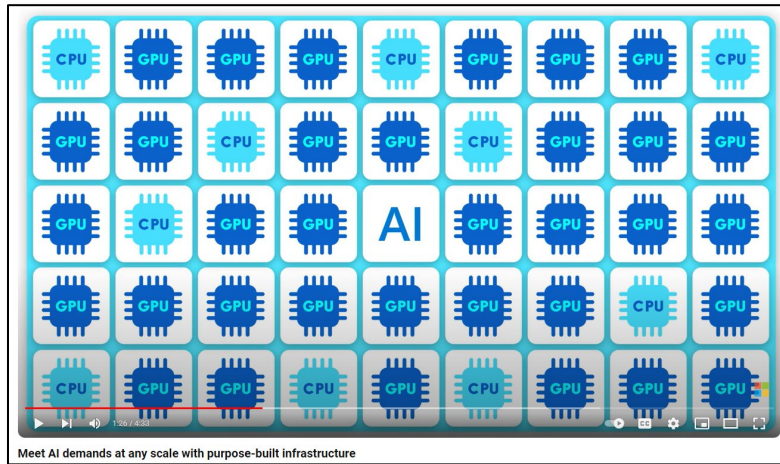 CPU GPU GPU GPU CPU GPU GPU GPU CPU
GPU GPU CPU GPU GPU CPU GPU GPU GPU
GPU CPU GPU GPU AI GPU GPU GPU GPU
GPU GPU GPU GPU GPU GPU GPU CPU GPU
CPU GPU GPU CPU GPU CPU GPU GPU GPU
1:26 / 4:33 CC
Meet AI demands at any scale with purpose-built infrastructure